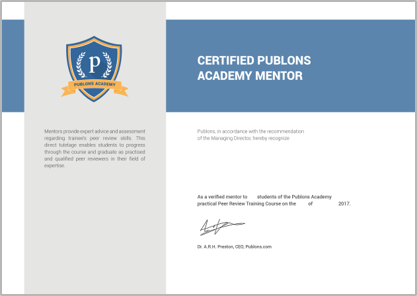 p
PUBLONS ACADEMY
CERTIFIED PUBLONS
ACADEMY MENTOR
Mentors provide expert advice and assessment
regarding trainee's peer review skills. This
direct tutelage enables students to progress
through the course and graduate as practised
and qualified peer reviewers in their field of
expertise.
Publons, in accordance with the recommendation
of the Managing Director, hereby recognize
As a verified mentor to students of the Publons Academy
practical Peer Review Training Course on the of 2017.
Dr. A.R.H. Preston, CEO, Publons.com